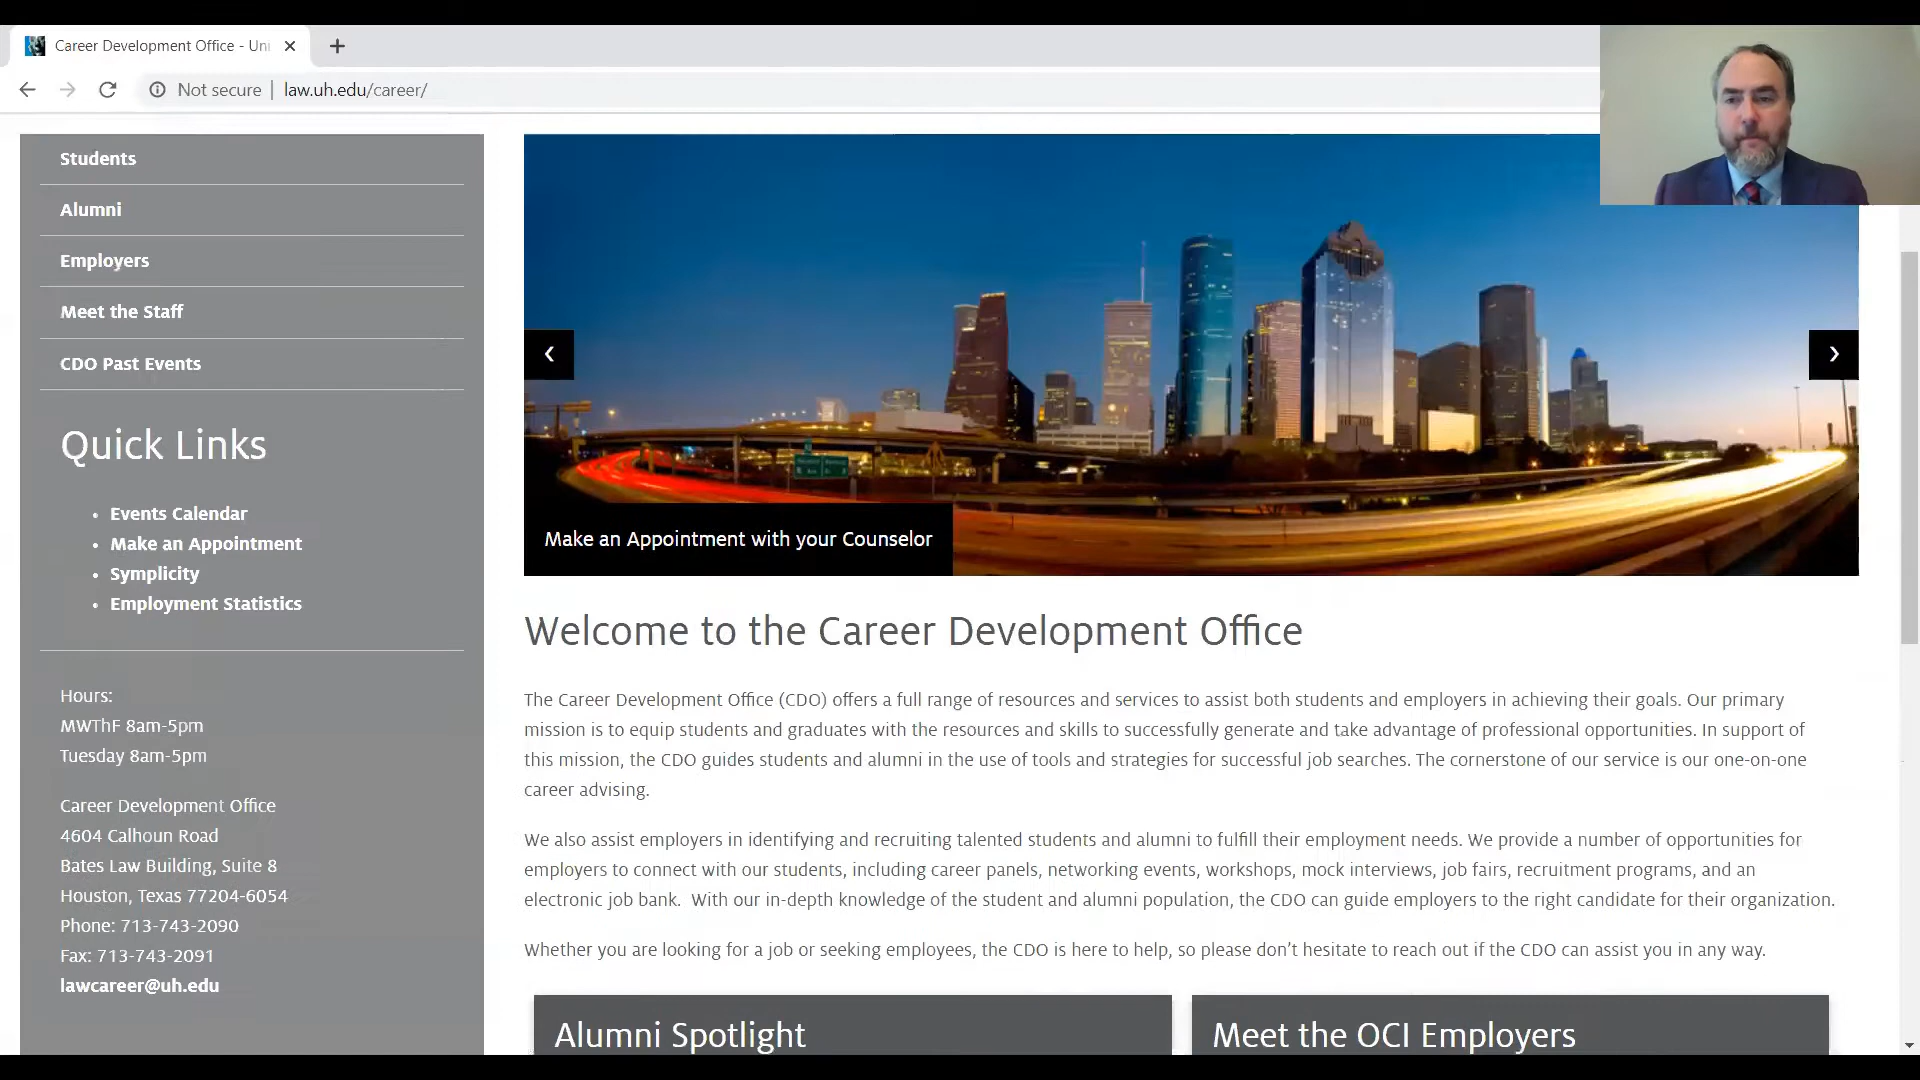 Career Development Office - Uni
Not secure | law.uh.edu/career/
Students
Alumni
Employers
Meet the Staff
CDO Past Events
Quick Links
• Events Calendar
• Make an Appointment
• Symplicity
• Employment Statistics
Hours:
MWThF 8am-5pm
Tuesday 8am-5pm
Career Development Office
4604 Calhoun Road
Bates Law Building, Suite 8
Houston, Texas 77204-6054
Phone: 713-743-2090
Fax: 713-743-2091
lawcareer@uh.edu
Make an Appointment with your Counselor
Welcome to the Career Development Office
The Career Development Office (CDO) offers a full range of resources and services to assist both students and employers in achieving their goals. Our primary
mission is to equip students and graduates with the resources and skills to successfully generate and take advantage of professional opportunities. In support of
this mission, the CDO guides students and alumni in the use of tools and strategies for successful job searches. The cornerstone of our service is our one-on-one
career advising.
We also assist employers in identifying and recruiting talented students and alumni to fulfill their employment needs. We provide a number of opportunities for
employers to connect with our students, including career panels, networking events, workshops, mock interviews, job fairs, recruitment programs, and an
electronic job bank. With our in-depth knowledge of the student and alumni population, the CDO can guide employers to the right candidate for their organization.
Whether you are looking for a job or seeking employees, the CDO is here to help, so please don’t hesitate to reach out if the CDO can assist you in any way.
Alumni Spotlight
Meet the OCI Employers